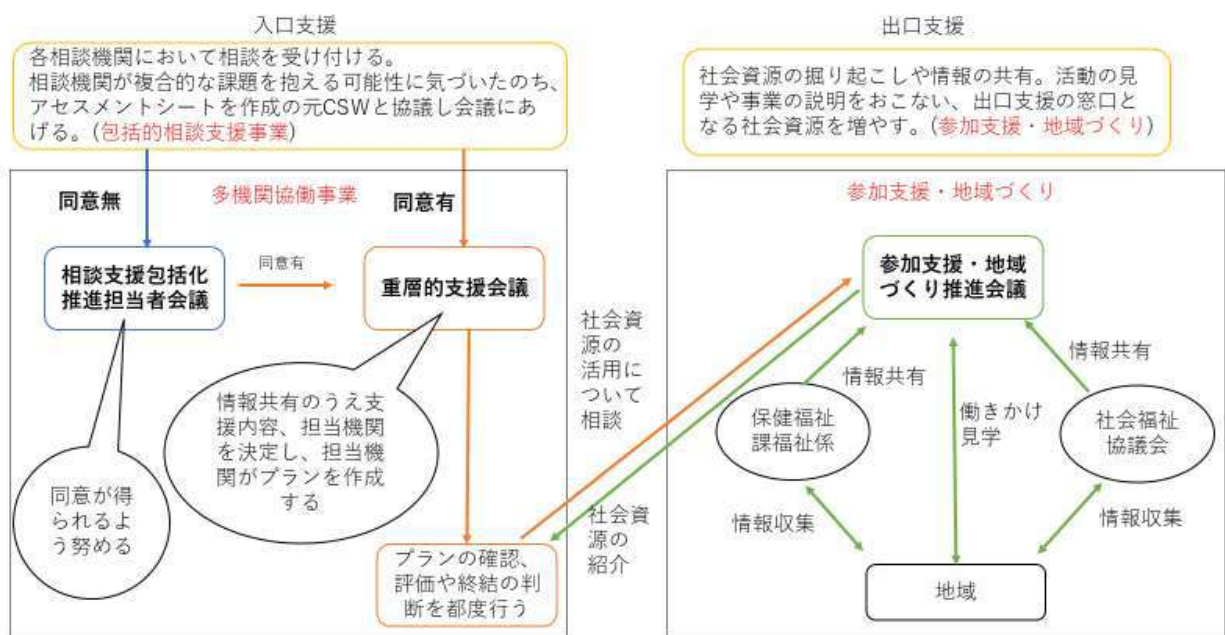 入口支援
各相談機関において相談を受け付ける。
相談機関が複合的な課題を抱える可能性に気づいたのち、
アセスメントシートを作成の元CSWと協議し会議にあ
げる。(包括的相談支援事業)
同意無
多機関協働事業
同意有
相談支援包括化
推進担当者会議
同意有
重層的支援会議
同意が得
られるよ
う努める
情報共有のうえ支
援内容、担当機関
を決定し、担当機
関がプランを作成
する
プランの確認、
評価や終結の判
断を都度行う
社会資
源の
活用に
ついて
相談
社会資
源の
紹介
出口支援
社会資源の掘り起こしや情報の共有。活動の見
学や事業の説明をおこない、出口支援の窓口と
なる社会資源を増やす。(参加支援・地域づくり)
参加支援・地域づくり
参加支援・地域
づくり推進会議
情報共有
情報共有
保健福祉
課福祉係
働きかけ
見学
社会福祉
協議会
情報収集
情報収集
地域